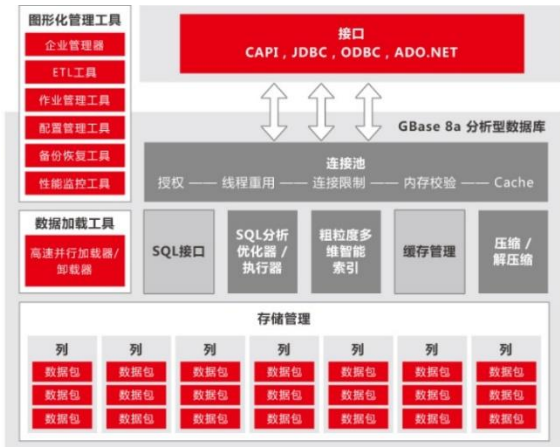 图形化管理工具
企业管理器
ETL工具
作业管理工具
配置管理工具
备份恢复工具
性能监控工具
接口
CAPI , JDBC , ODBC , ADO.NET
GBase 8a 分析型数据库
连接池
授权 —— 线程重用 —— 连接限制 —— 内存校验 —— Cache
数据加载工具
高速并行加载器/
卸载器
SQL接口
SQL分析
优化器 /
执行器
粗粒度多
维智能
索引
缓存管理
压缩 /
解压缩
存储管理
列 列 列 列 列 列 列
数据包 数据包 数据包 数据包 数据包 数据包 数据包
数据包 数据包 数据包 数据包 数据包 数据包 数据包
数据包 数据包 数据包 数据包 数据包 数据包 数据包